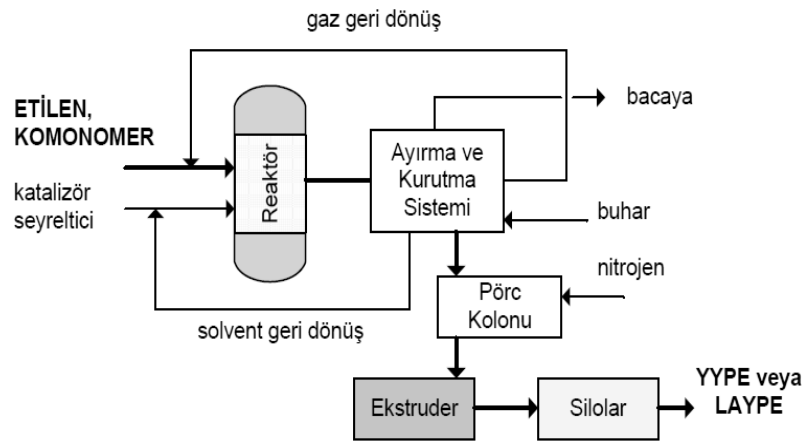 gaz geri dönüş
bacaya
ETİLEN,
KOMONOMER
katalizör
seyreltici
Reaktör
Ayırma ve
Kurutma
Sistemi
buhar
nitrojen
Pörc
Kolonu
solvent geri dönüş
Ekstruder
Silolar
YYPE veya
LAYPE